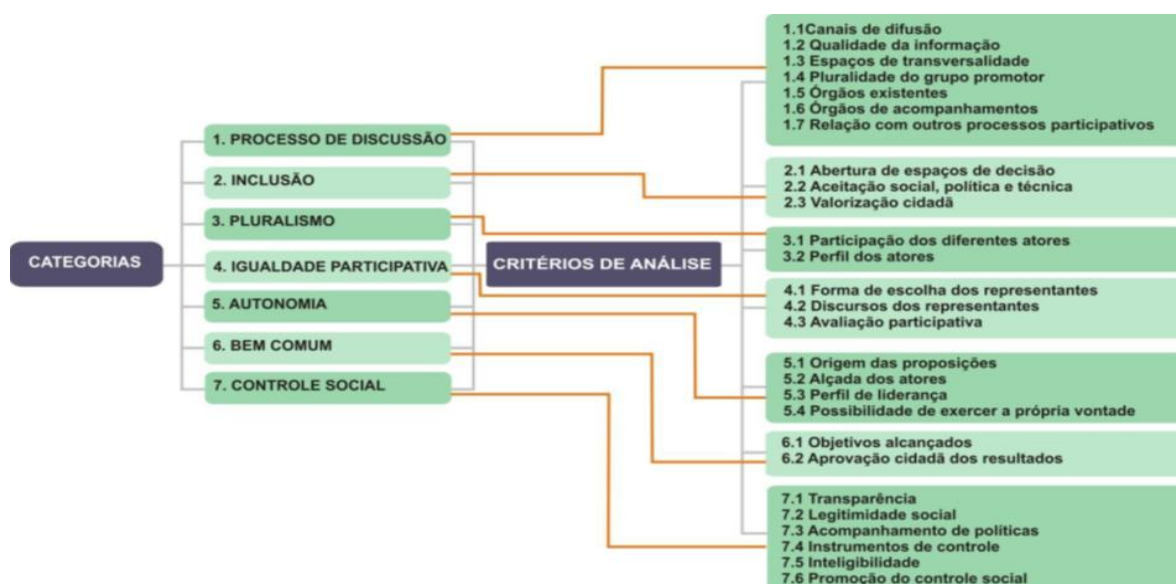 CATEGORIAS
1. PROCESSO DE DISCUSSÃO
2. INCLUSÃO
3. PLURALISMO
4. IGUALDADE PARTICIPATIVA
5. AUTONOMIA
6. BEM COMUM
7. CONTROLE SOCIAL
CRITÉRIOS DE ANÁLISE
1.1Canais de difusão
1.2 Qualidade da informação
1.3 Espaços de transversalidade
1.4 Pluralidade do grupo promotor
1.5 Órgãos existentes
1.6 Órgãos de acompanhamentos
1.7 Relação com outros processos participativos
2.1 Abertura de espaços de decisão
2.2 Aceitação social, política e técnica
2.3 Valorização cidadã
3.1 Participação dos diferentes atores
3.2 Perfil dos atores
4.1 Forma de escolha dos representantes
4.2 Discursos dos representantes
4.3 Avaliação participativa
5.1 Origem das proposições
5.2 Alçada dos atores
5.3 Perfil de liderança
5.4 Possibilidade de exercer a própria vontade
6.1 Objetivos alcançados
6.2 Aprovação cidadã dos resultados
7.1 Transparência
7.2 Legitimidade social
7.3 Acompanhamento de políticas
7.4 Instrumentos de controle
7.5 Inteligibilidade
7.6 Promoção do controle social